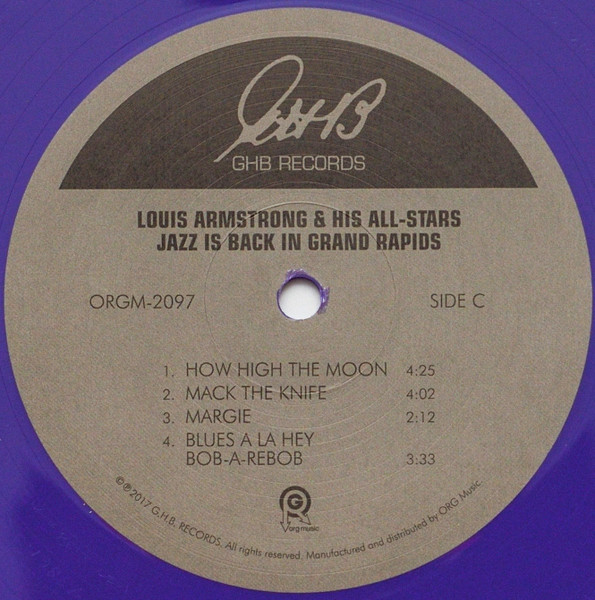 GHB
GHB RECORDS
LOUIS ARMSTRONG & HIS ALL-STARS
JAZZ IS BACK IN GRAND RAPIDS
ORGM-2097 SIDE C
1. HOW HIGH THE MOON 4:25
2. MACK THE KNIFE 4:02
3. MARGIE 2:12
4. BLUES A LA HEY
BOB-A-REBOB 3:33
org music
©℗2017 G.H.B. RECORDS. All rights reserved. Manufactured and distributed by ORG Music